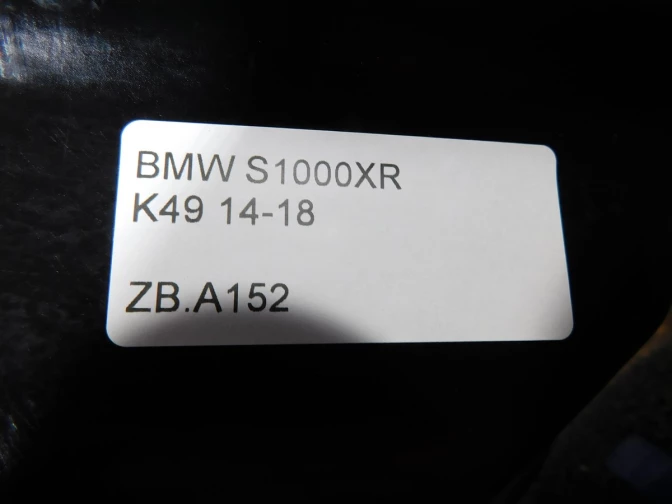 BMW S1000XR
K49 14-18
ZB.A152